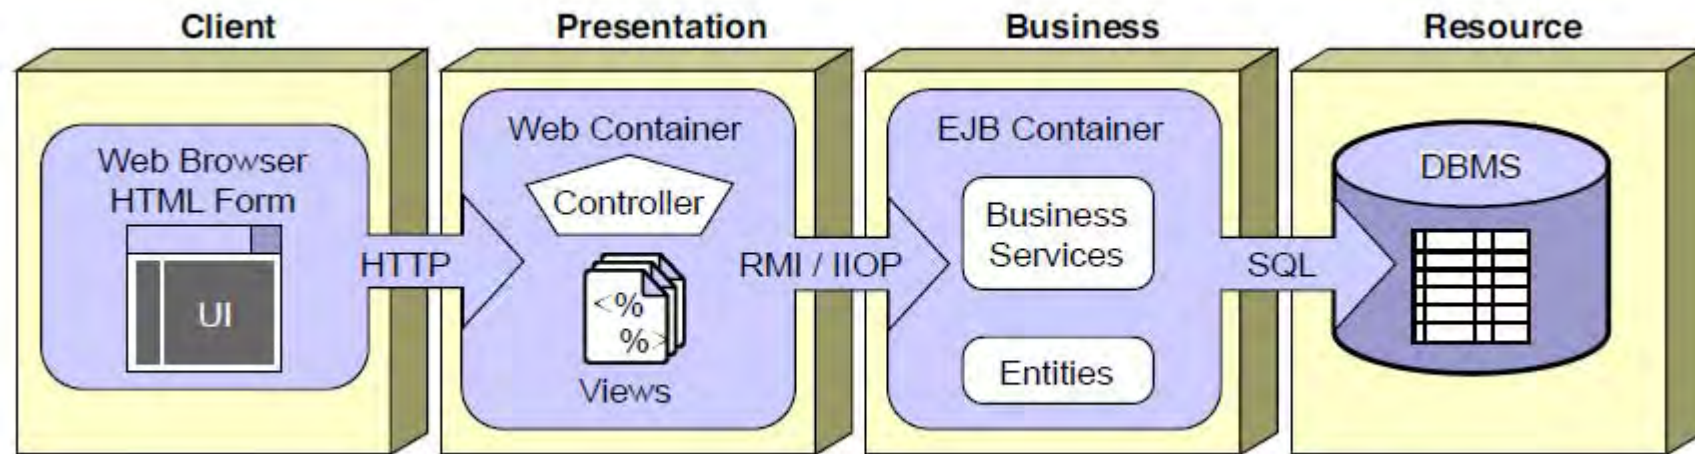 Client
Presentation
Business
Resource
Web Browser
HTML Form
UI
HTTP
Web Container
Controller
<%
%>
Views
RMI / IIOP
EJB Container
Business
Services
Entities
SQL
DBMS